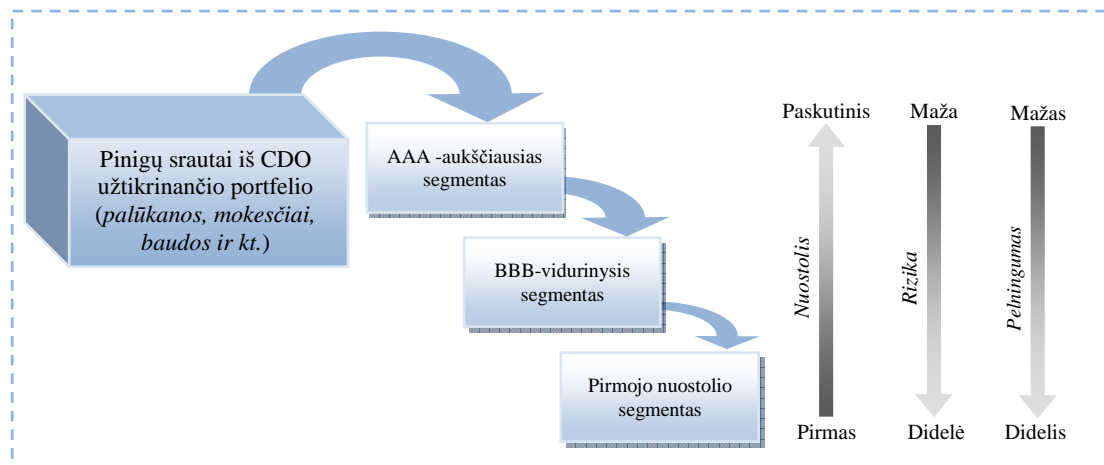 Pinigų srautai iš CDO
užtikrinančio portfelio
(palūkanos, mokesčiai,
baudos ir kt.)
AAA -aukščiausias
segmentas
BBB-vidurinysis
segmentas
Pirmojo nuostolio
segmentas
Paskutinis
Nuostolis
Pirmas
Maža
Rizika
Didelė
Mažas
Pelningumas
Didelis